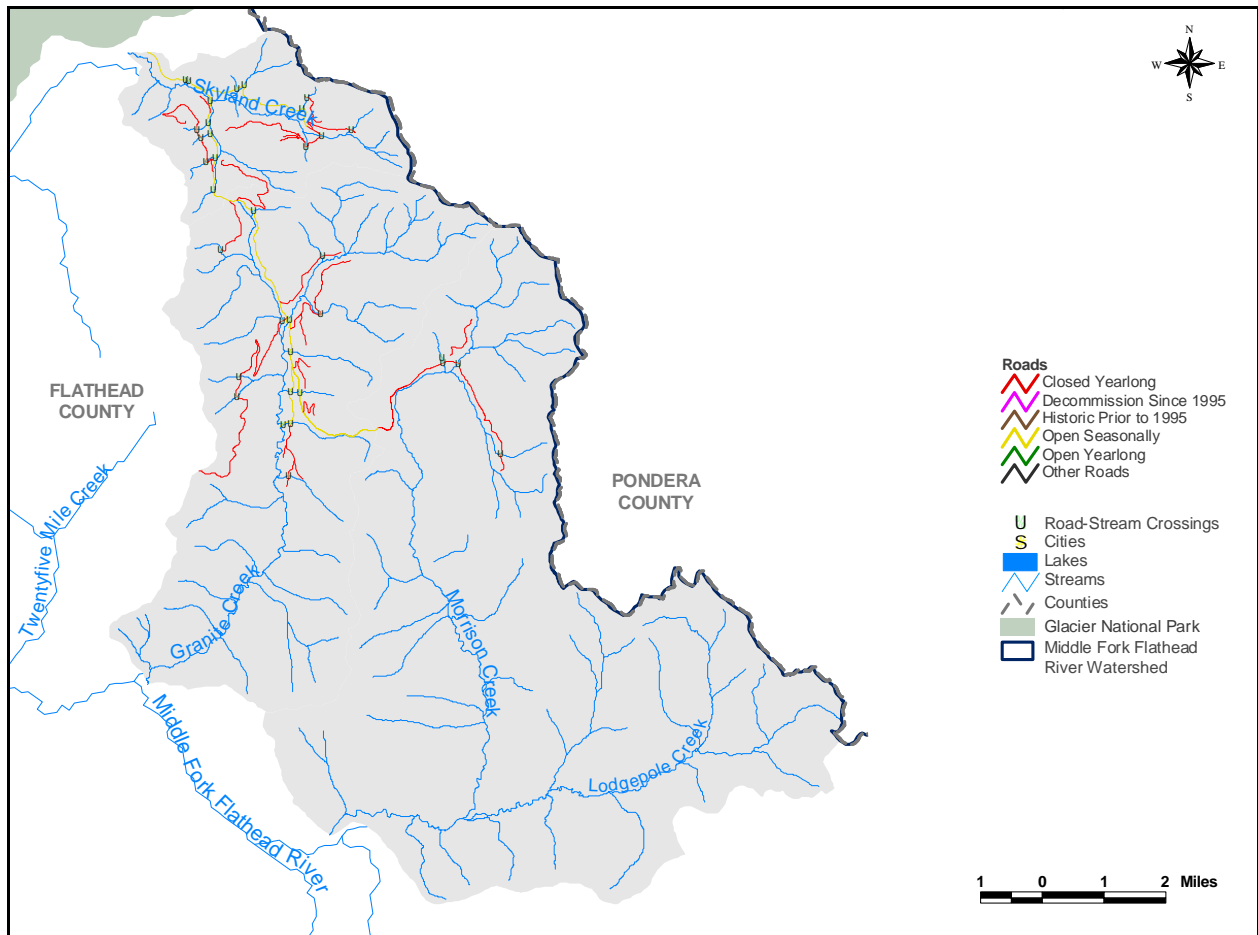 N
W E
S
Skyland Creek
FLATHEAD
COUNTY
PONDERA
COUNTY
Twentyfive Mile Creek
Granite Creek
Morrison Creek
Lodgepole Creek
Middle Fork Flathead River
Roads
Closed Yearlong
Decommission Since 1995
Historic Prior to 1995
Open Seasonally
Open Yearlong
Other Roads
U Road-Stream Crossings
S Cities
Lakes
Streams
Counties
Glacier National Park
Middle Fork Flathead
River Watershed
1 0 1 2 Miles